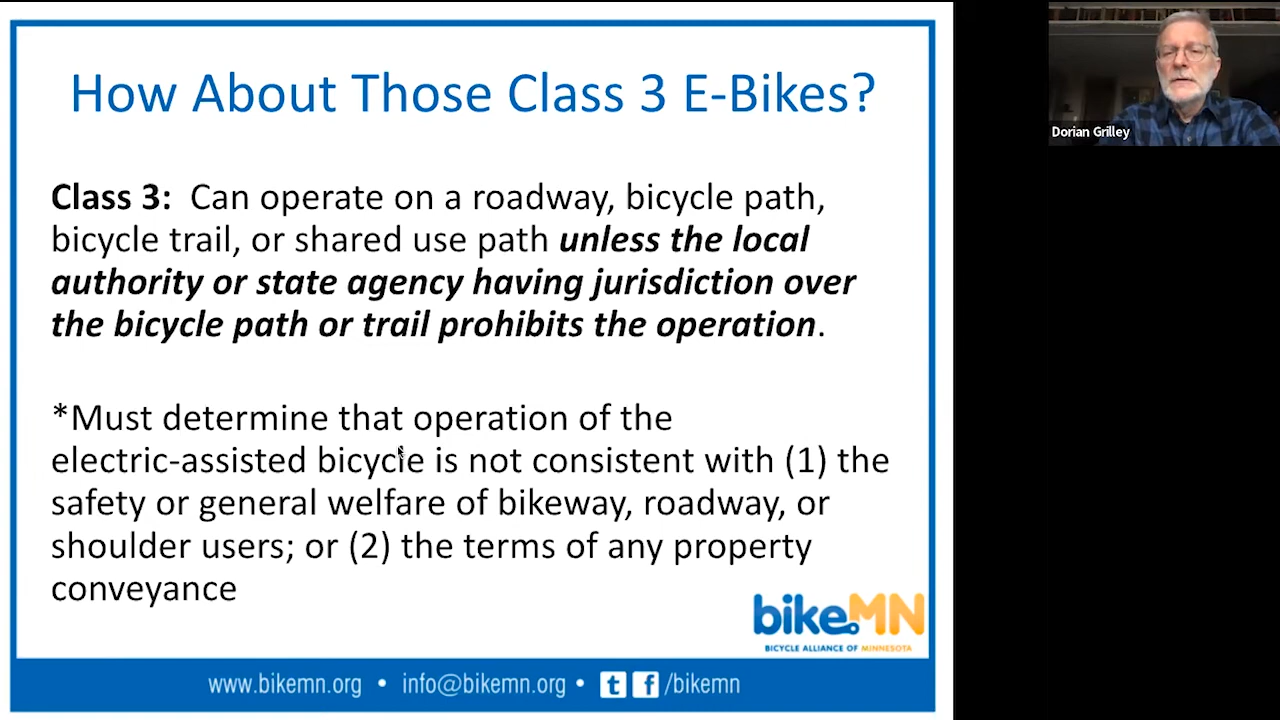 How About Those Class 3 E-Bikes?
Class 3: Can operate on a roadway, bicycle path,
bicycle trail, or shared use path unless the local
authority or state agency having jurisdiction over
the bicycle path or trail prohibits the operation.
*Must determine that operation of the
electric-assisted bicycle is not consistent with (1) the
safety or general welfare of bikeway, roadway, or
shoulder users; or (2) the terms of any property
conveyance
bikeMN
BICYCLE ALLIANCE OF MINNESOTA
www.bikemn.org • info@bikemn.org • t f /bikemn
Dorian Grilley